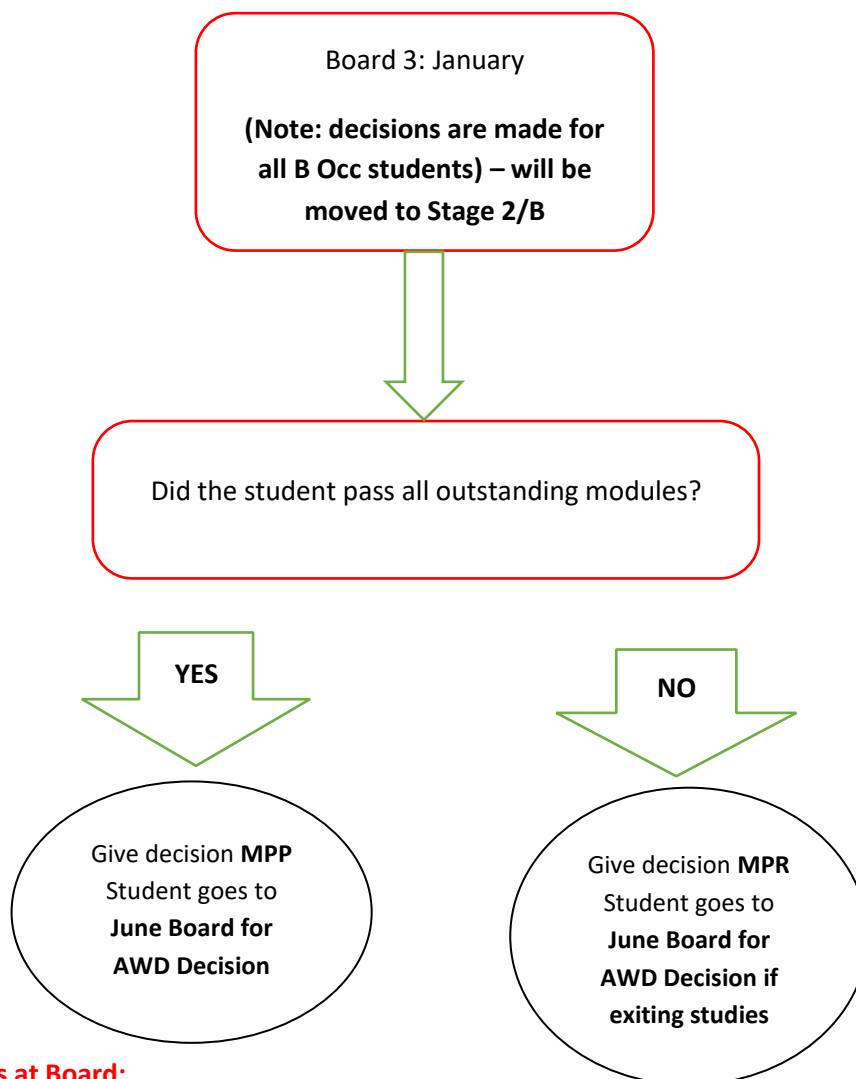 Board 3: January
(Note: decisions are made for
all B Occ students) – will be
moved to Stage 2/B
Did the student pass all outstanding modules?
YES
NO
Give decision MPP
Student goes to
June Board for
AWD Decision
Give decision MPR
Student goes to
June Board for
AWD Decision if
exiting studies
s at Board: